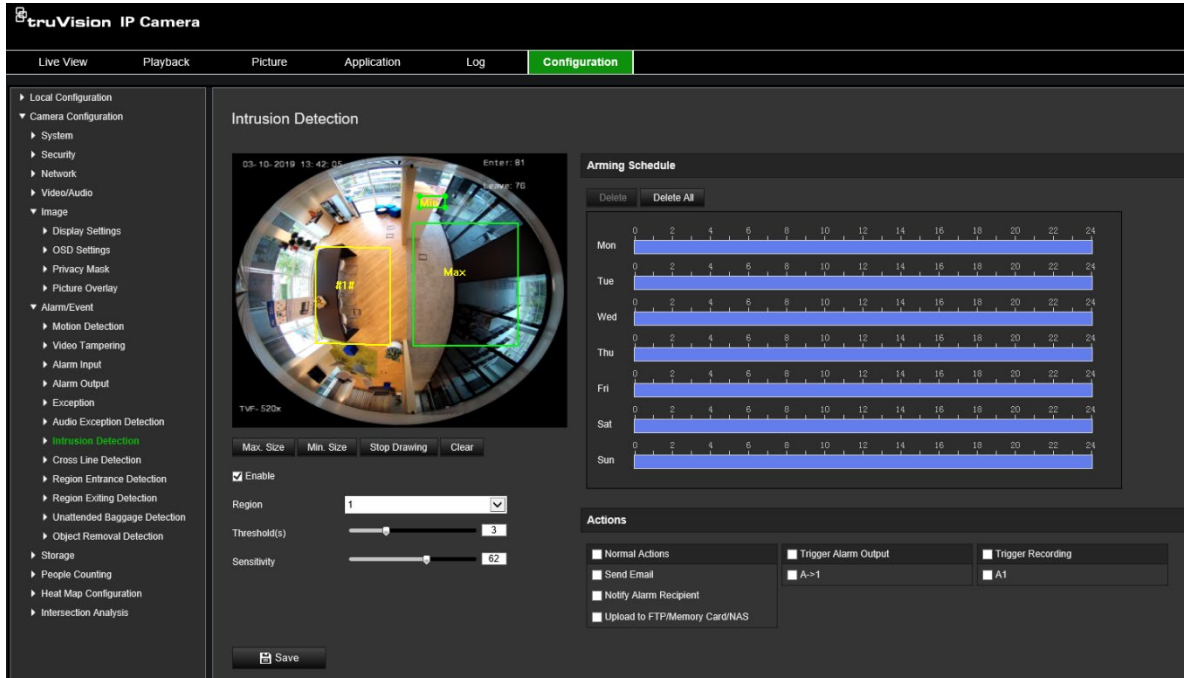 truVision IP Camera
Live View Playback Picture Application Log Configuration
Local Configuration
Camera Configuration
System
Security
Network
Video/Audio
Image
Display Settings
OSD Settings
Privacy Mask
Picture Overlay
Alarm/Event
Motion Detection
Video Tampering
Alarm Input
Alarm Output
Exception
Audio Exception Detection
Intrusion Detection
Cross Line Detection
Region Entrance Detection
Region Exiting Detection
Unattended Baggage Detection
Object Removal Detection
Storage
People Counting
Heat Map Configuration
Intersection Analysis
Intrusion Detection
03-10-2019 13:42:05 Enter: 81
Leave: 76
Min
Max
#1#
TVF-520x
Max. Size Min. Size Stop Drawing Clear
Enable
Region 1
Threshold(s) 3
Sensitivity 62
Save
Arming Schedule
Delete Delete All
0 2 4 6 8 10 12 14 16 18 20 22 24
Mon
0 2 4 6 8 10 12 14 16 18 20 22 24
Tue
0 2 4 6 8 10 12 14 16 18 20 22 24
Wed
0 2 4 6 8 10 12 14 16 18 20 22 24
Thu
0 2 4 6 8 10 12 14 16 18 20 22 24
Fri
0 2 4 6 8 10 12 14 16 18 20 22 24
Sat
0 2 4 6 8 10 12 14 16 18 20 22 24
Sun
Actions
Normal Actions Trigger Alarm Output Trigger Recording
Send Email A->1 A1
Notify Alarm Recipient
Upload to FTP/Memory Card/NAS